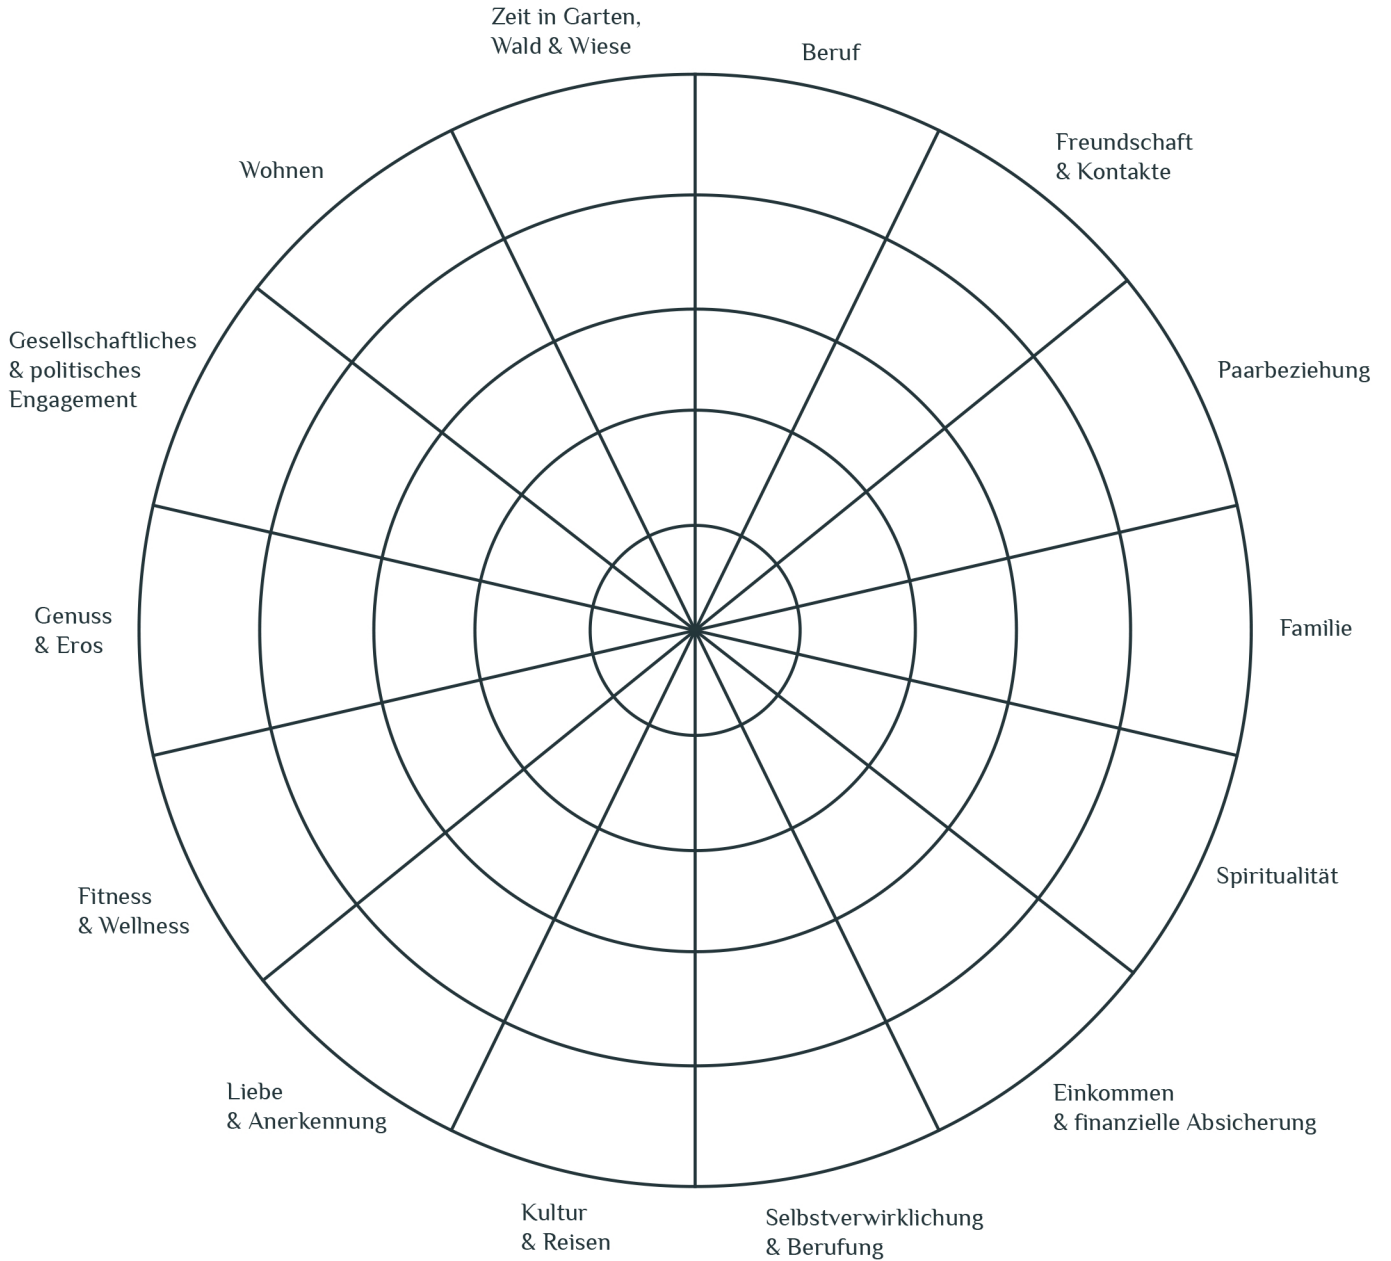 Zeit in Garten,
Wald & Wiese
Beruf
Freundschaft
& Kontakte
Wohnen
Gesellschaftliches
& politisches
Engagement
Paarbeziehung
Genuss
& Eros
Familie
Fitness
& Wellness
Spiritualität
Liebe
& Anerkennung
Einkommen
& finanzielle Absicherung
Kultur
& Reisen
Selbstverwirklichung
& Berufung